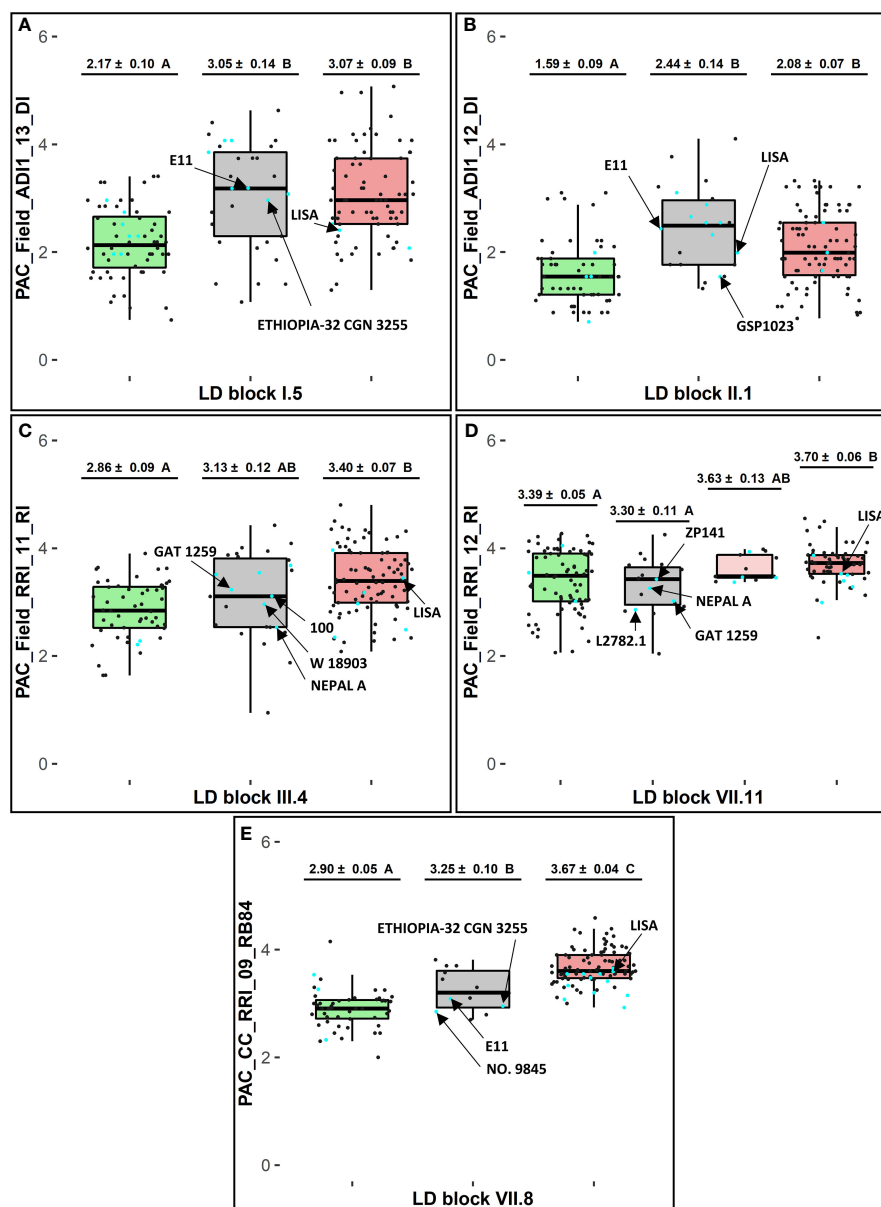 A
6 -
2.17 ± 0.10 A
3.05 ± 0.14 B
3.07 ± 0.09 B
PAC_Field_ADI1_13_DI
4 -
E11
LISA
2 -
ETHIOPIA-32 CGN 3255
0 -
LD block I.5
B
6 -
1.59 ± 0.09 A
2.44 ± 0.14 B
2.08 ± 0.07 B
PAC_Field_ADI1_12_DI
4 -
E11
LISA
2 -
GSP1023
0 -
LD block II.1
C
6 -
2.86 ± 0.09 A
3.13 ± 0.12 AB
3.40 ± 0.07 B
PAC_Field_RRI_11_RI
GAT 1259
4 -
100
LISA
W 18903
NEPAL A
2 -
0 -
LD block III.4
D
6 -
3.39 ± 0.05 A
3.30 ± 0.11 A
3.63 ± 0.13 AB
3.70 ± 0.06 B
PAC_Field_RRI_12_RI
ZP141
LISA
4 -
NEPAL A
L2782.1
GAT 1259
2 -
0 -
LD block VII.11
E
6 -
2.90 ± 0.05 A
3.25 ± 0.10 B
3.67 ± 0.04 C
PAC_CC_RRI_09_RB84
ETHIOPIA-32 CGN 3255
LISA
4 -
E11
NO. 9845
2 -
0 -
LD block VII.8